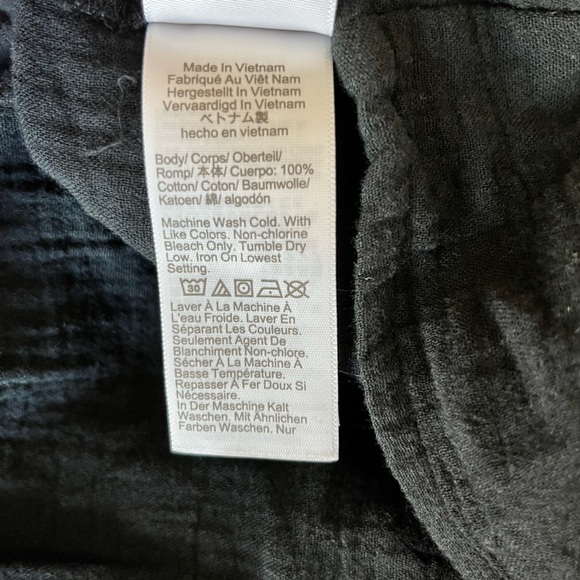 Made In Vietnam
Fabriqué Au Viêt Nam
Hergestellt In Vietnam
Vervaardigd In Vietnam
ベトナム製
hecho en vietnam
Body/ Corps/ Oberteil/
Romp/ 本体/ Cuerpo: 100%
Cotton/ Coton/ Baumwolle/
Katoen/ 綿/ algodón
Machine Wash Cold. With
Like Colors. Non-chlorine
Bleach Only. Tumble Dry
Low. Iron On Lowest
Setting.
30
Laver À La Machine À
L'eau Froide. Laver En
Séparant Les Couleurs.
Seulement Agent De
Blanchiment Non-chlore.
Sécher À La Machine À
Basse Température.
Repasser À Fer Doux Si
Nécessaire.
In Der Maschine Kalt
Waschen. Mit Ähnlichen
Farben Waschen. Nur